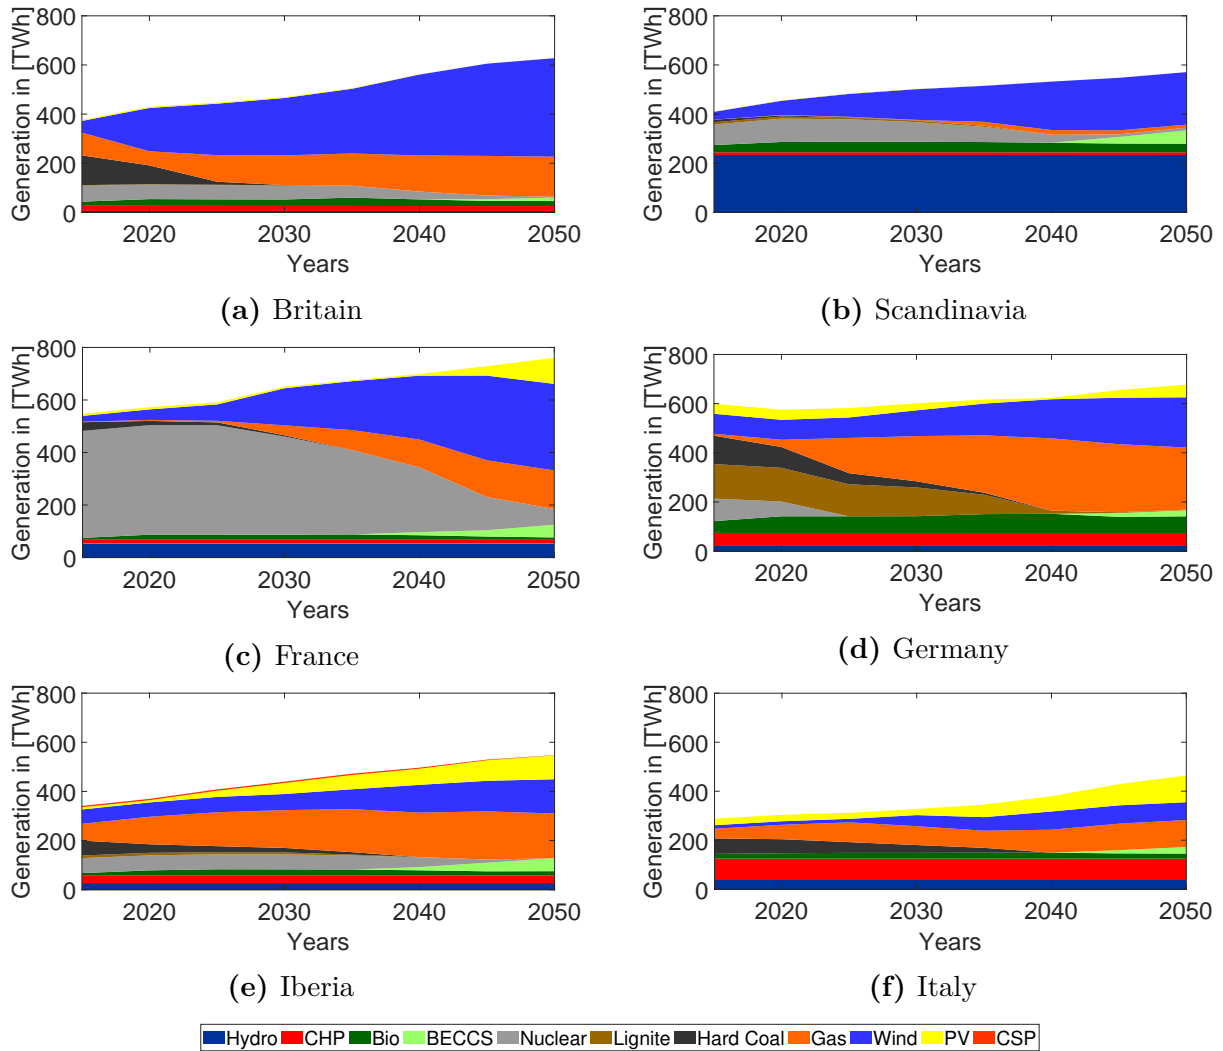 Generation in [TWh]
800
600
400
200
0
2020
2030
2040
2050
Years
(a) Britain
Generation in [TWh]
800
600
400
200
0
2020
2030
2040
2050
Years
(b) Scandinavia
Generation in [TWh]
800
600
400
200
0
2020
2030
2040
2050
Years
(c) France
Generation in [TWh]
800
600
400
200
0
2020
2030
2040
2050
Years
(d) Germany
Generation in [TWh]
800
600
400
200
0
2020
2030
2040
2050
Years
(e) Iberia
Generation in [TWh]
800
600
400
200
0
2020
2030
2040
2050
Years
(f) Italy
Hydro CHP Bio BECCS Nuclear Lignite Hard Coal Gas Wind PV CSP